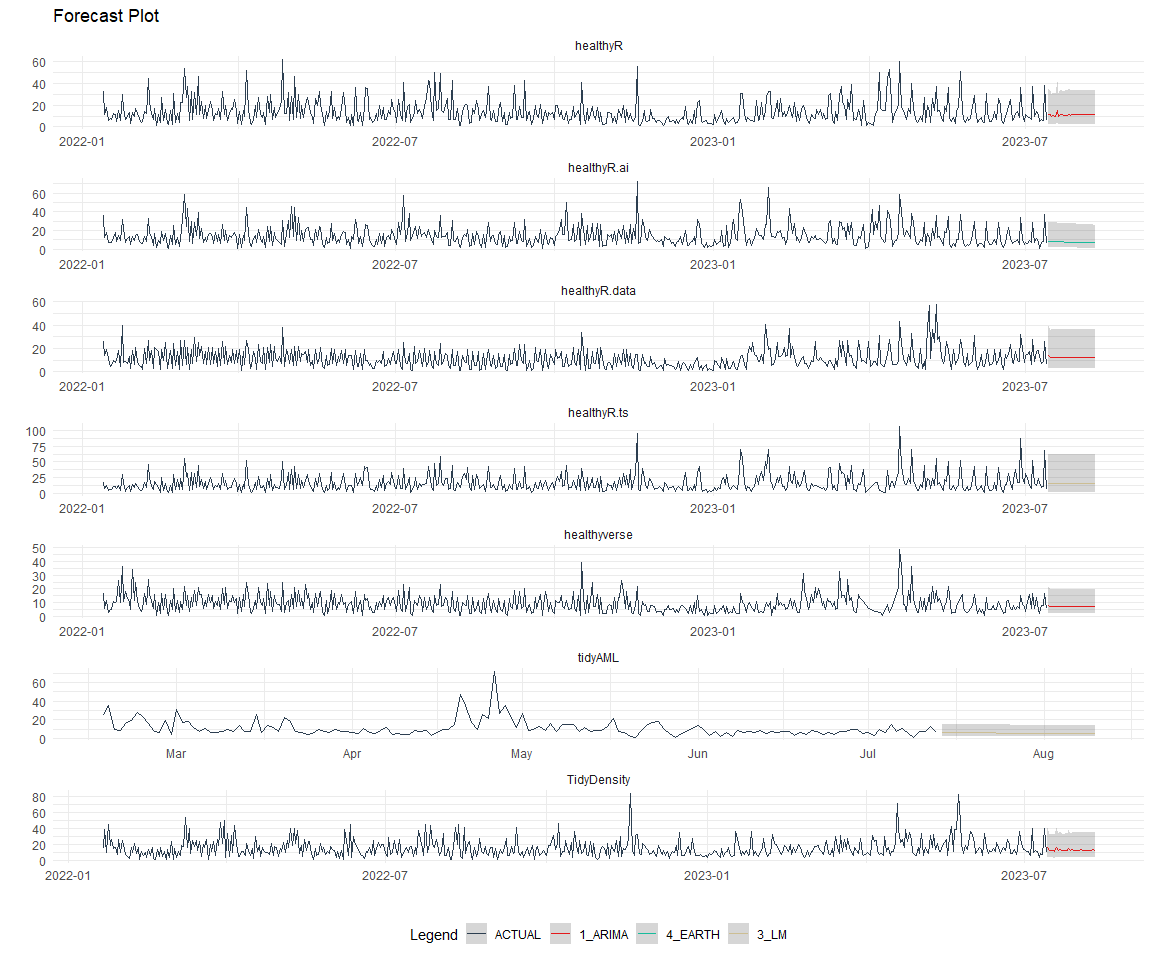 Forecast Plot
healthyR
60
40
20
0
2022-01 2022-07 2023-01 2023-07
healthyR.ai
60
40
20
0
2022-01 2022-07 2023-01 2023-07
healthyR.data
60
40
20
0
2022-01 2022-07 2023-01 2023-07
healthyR.ts
100
75
50
25
0
2022-01 2022-07 2023-01 2023-07
healthyverse
50
40
30
20
10
0
2022-01 2022-07 2023-01 2023-07
tidyAML
60
40
20
0
Mar Apr May Jun Jul Aug
TidyDensity
80
60
40
20
0
2022-01 2022-07 2023-01 2023-07
Legend ACTUAL 1_ARIMA 4_EARTH 3_LM